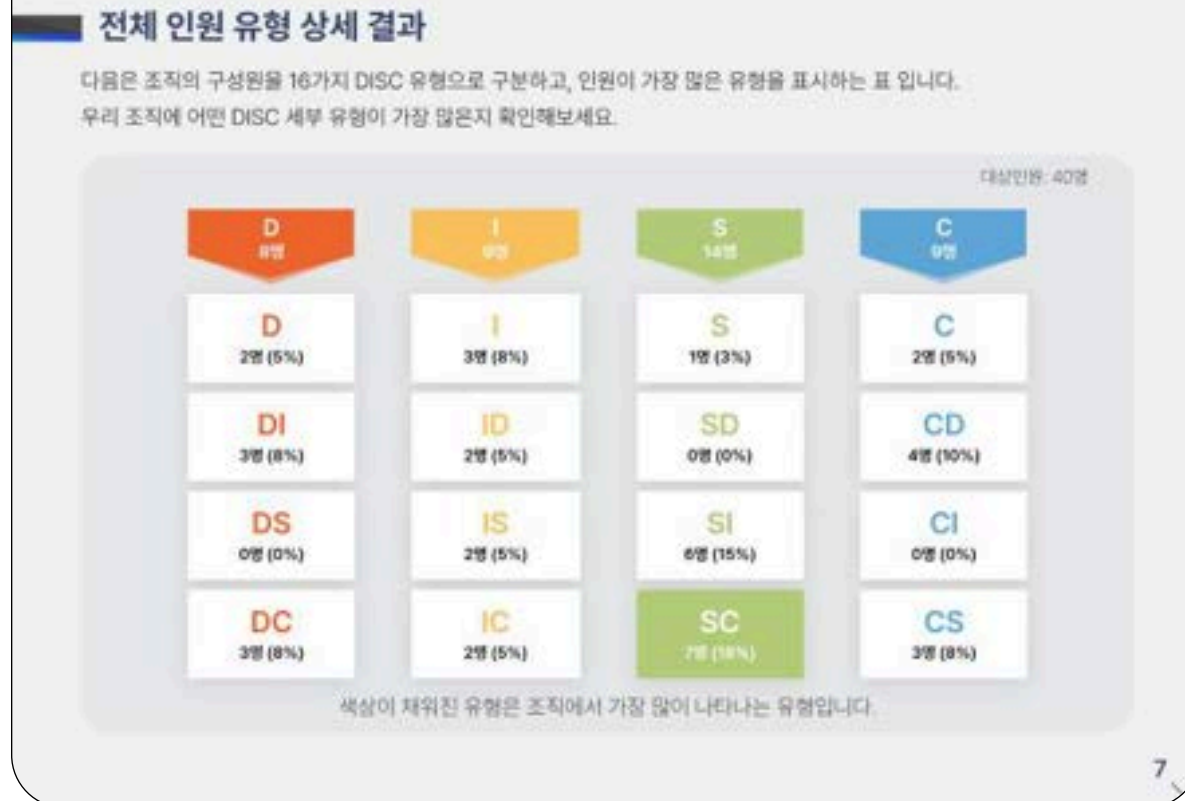 전체 인원 유형 상세 결과
다음은 조직의 구성원을 16가지 DISC 유형으로 구분하고, 인원이 가장 많은 유형을 표시하는 표 입니다.
우리 조직에 어떤 DISC 세부 유형이 가장 많은지 확인해보세요.
대상인원: 40명
D
8명
I
9명
S
14명
C
9명
D
2명 (5%)
I
3명 (8%)
S
1명 (3%)
C
2명 (5%)
DI
3명 (8%)
ID
2명 (5%)
SD
0명 (0%)
CD
4명 (10%)
DS
0명 (0%)
IS
2명 (5%)
SI
6명 (15%)
CI
0명 (0%)
DC
3명 (8%)
IC
2명 (5%)
SC
7명 (18%)
CS
3명 (8%)
색상이 채워진 유형은 조직에서 가장 많이 나타나는 유형입니다.
7